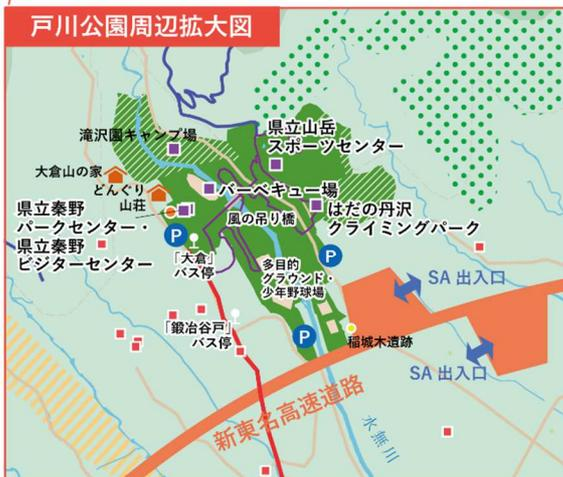 戸川公園周辺拡大図
滝沢園キャンプ場
県立山岳
スポーツセンター
大倉山の家
どんぐり
山荘
バーベキュー場
県立秦野
パークセンター・
県立秦野
ビジターセンター
風の吊り橋
はだの丹沢
クライミングパーク
P
「大倉」
バス停
P
多目的
グラウンド・
少年野球場
SA 出入口
「鍛冶谷戸」
バス停
P
稲城木遺跡
SA 出入口
新東名高速道路
水無川